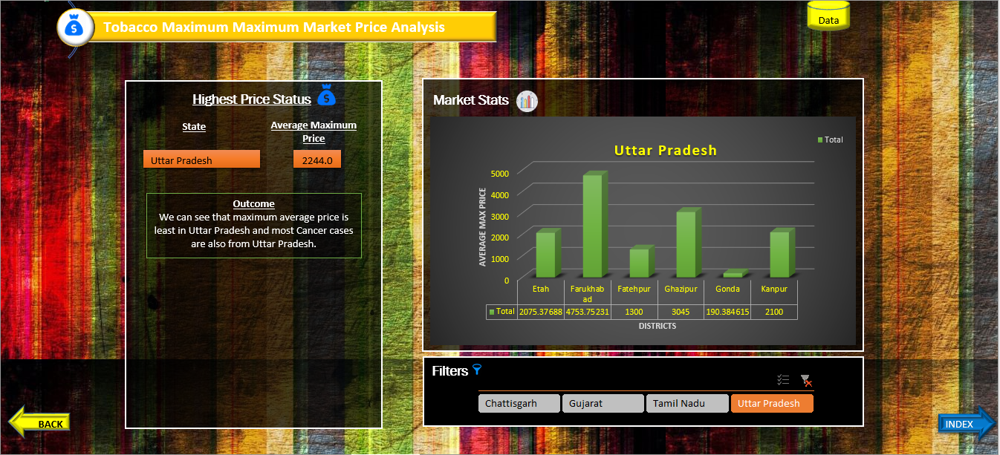 Tobacco Maximum Maximum Market Price Analysis
Data
Highest Price Status
State
Average Maximum
Price
Uttar Pradesh
2244.0
Outcome
We can see that maximum average price is
least in Uttar Pradesh and most Cancer cases
are also from Uttar Pradesh.
Market Stats
Total
Uttar Pradesh
AVERAGE MAX PRICE
5000
4000
3000
2000
1000
0
Etah Farukhab Fatehpur Ghazipur Gonda Kanpur
ad
Total 2075.37688 4753.75231 1300 3045 190.384615 2100
DISTRICTS
Filters
Chattisgarh Gujarat Tamil Nadu Uttar Pradesh
BACK
INDEX